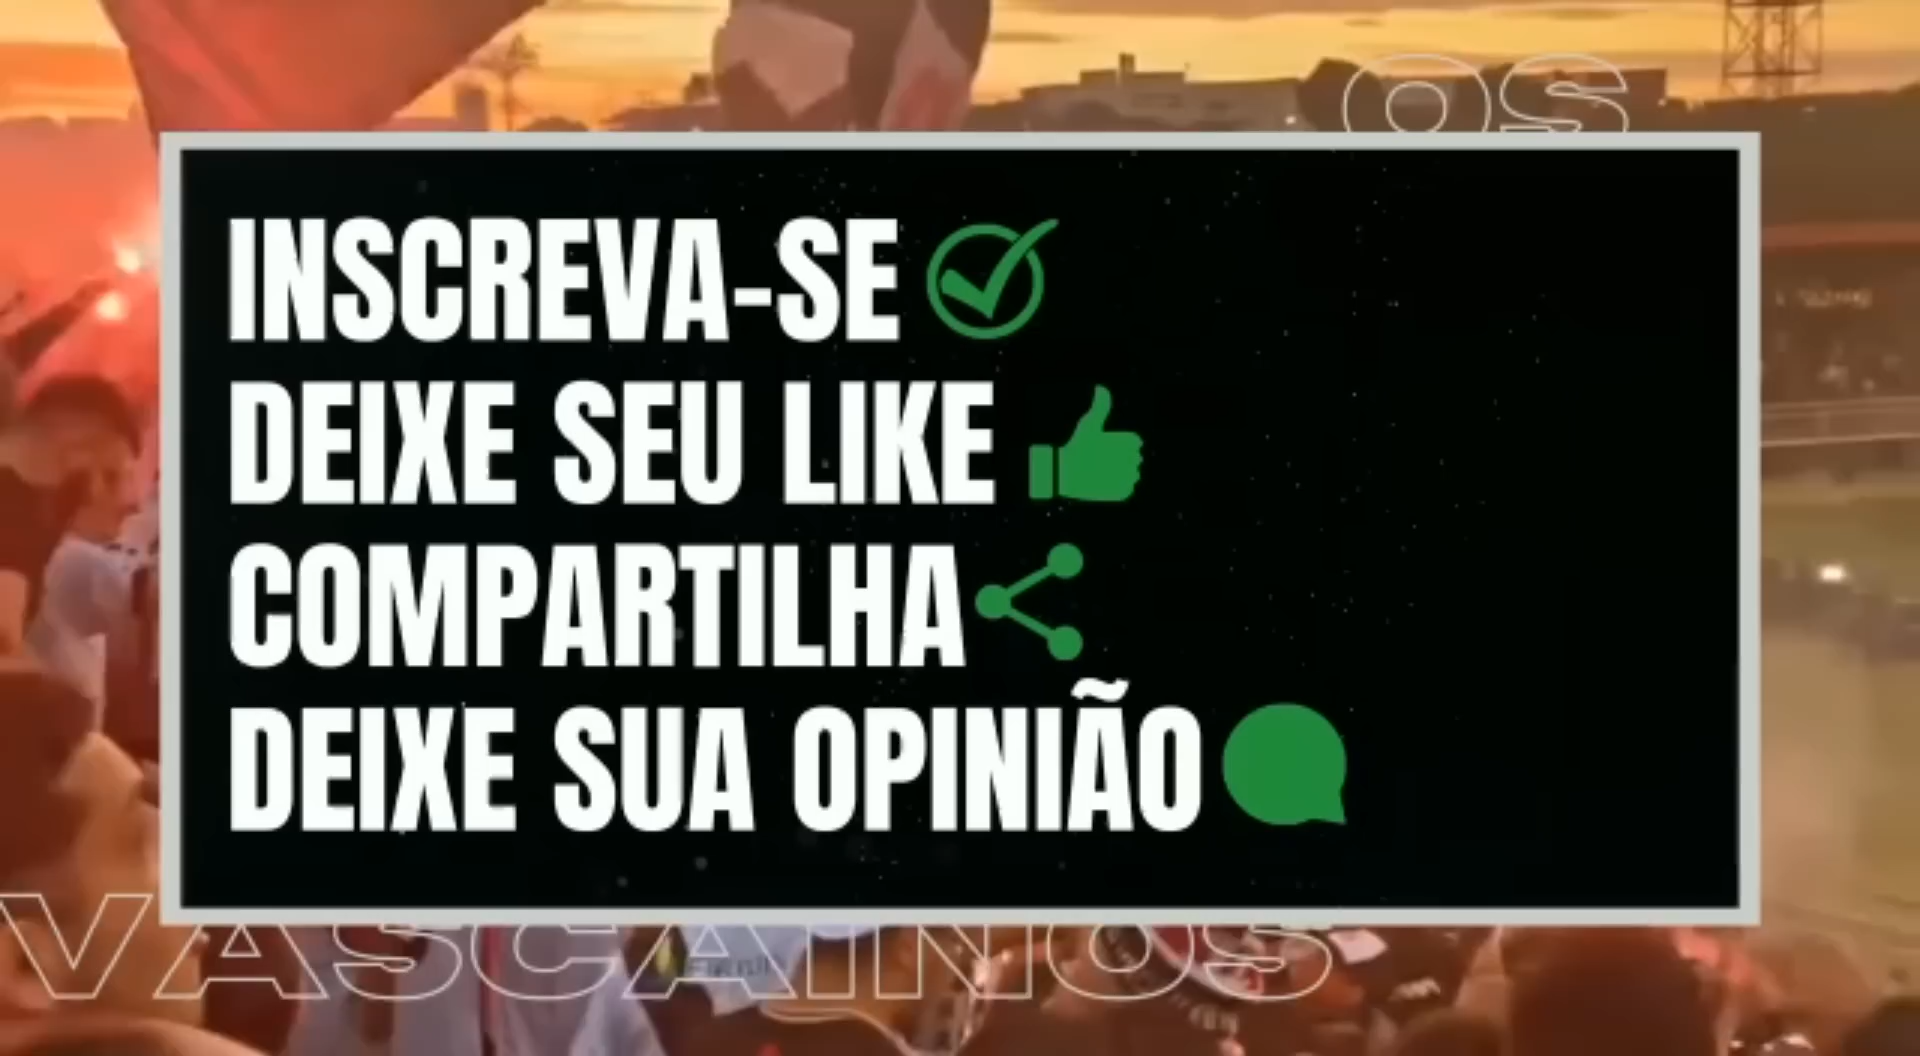 OS
INSCREVA-SE
DEIXE SEU LIKE
COMPARTILHA
DEIXE SUA OPINIÃO
VASCAINOS